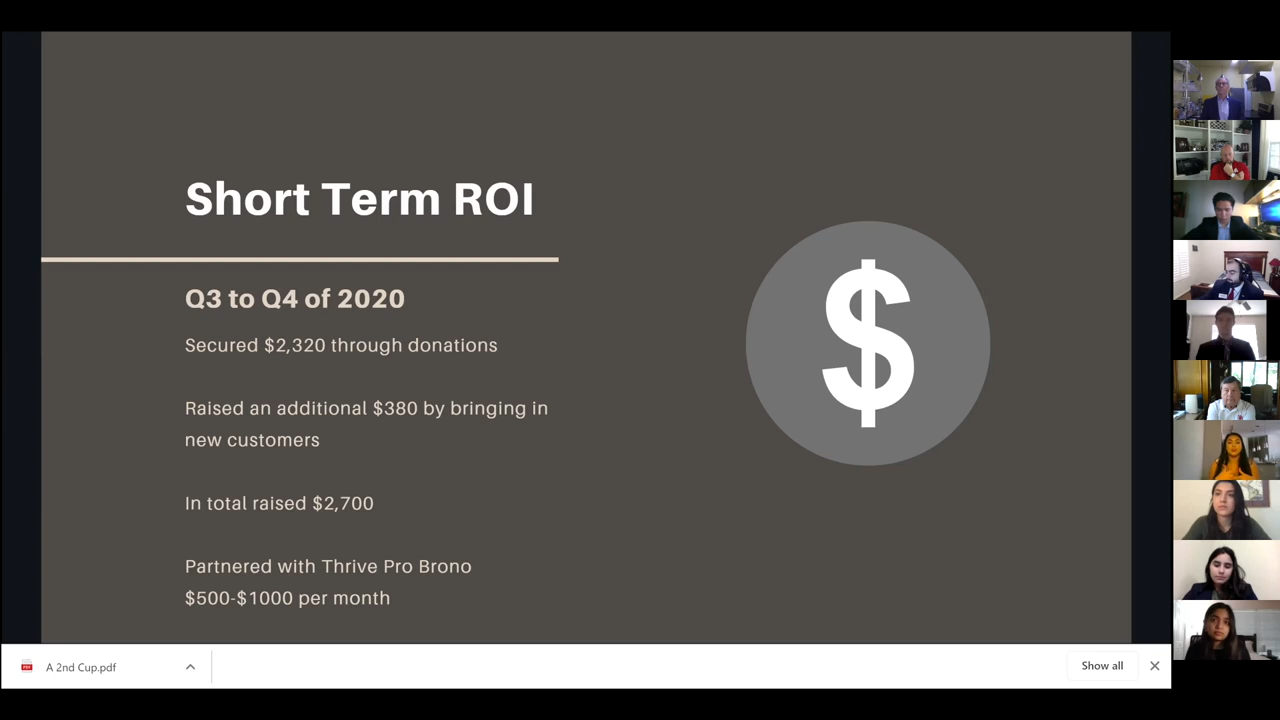 Short Term ROI
Q3 to Q4 of 2020
Secured $2,320 through donations
Raised an additional $380 by bringing in
new customers
In total raised $2,700
Partnered with Thrive Pro Brono
$500-$1000 per month
$
A 2nd Cup.pdf
Show all